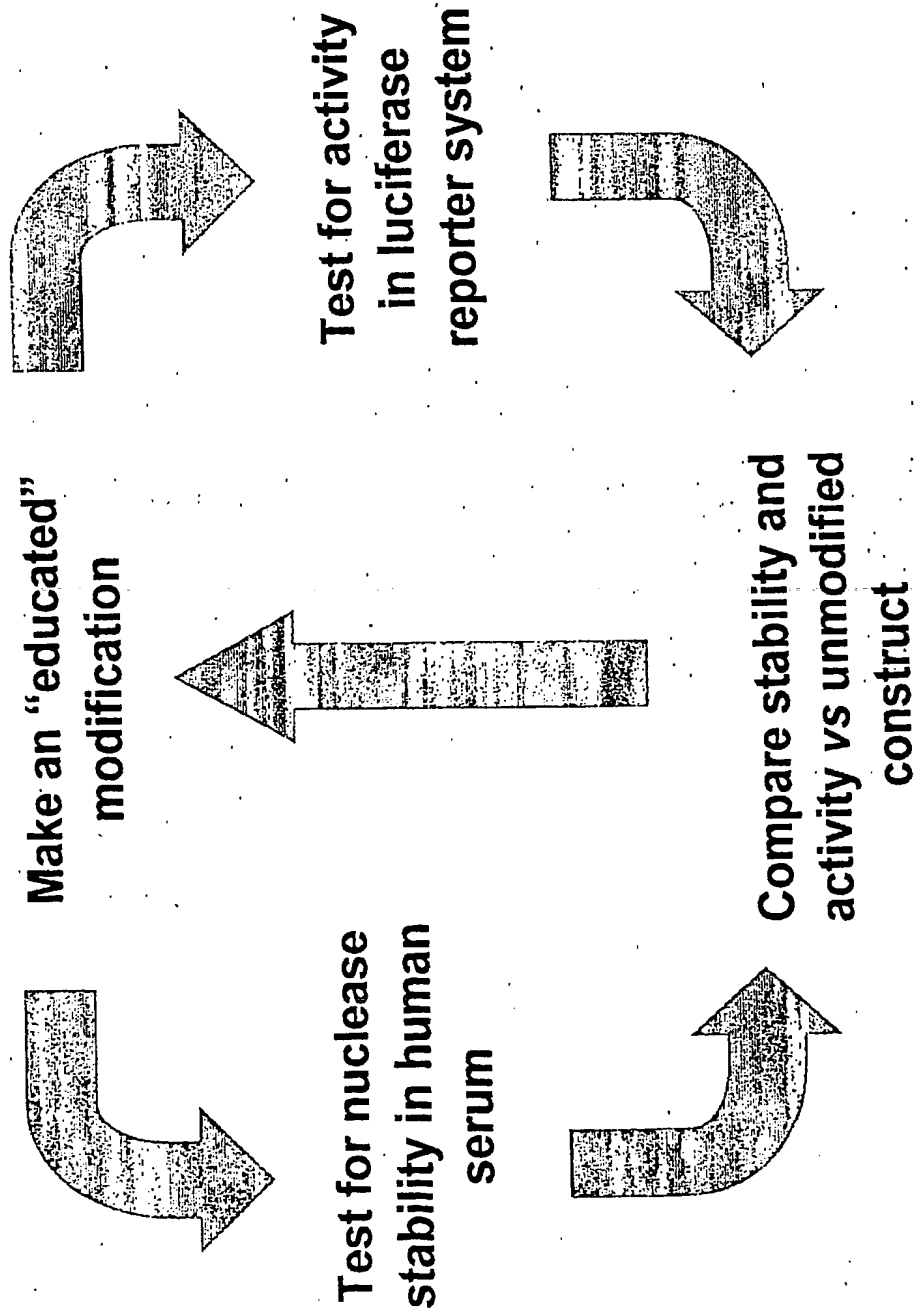 Make an “educated”
modification
Test for nuclease
stability in human
serum
Test for activity
in luciferase
reporter system
Compare stability and
activity vs unmodified
construct